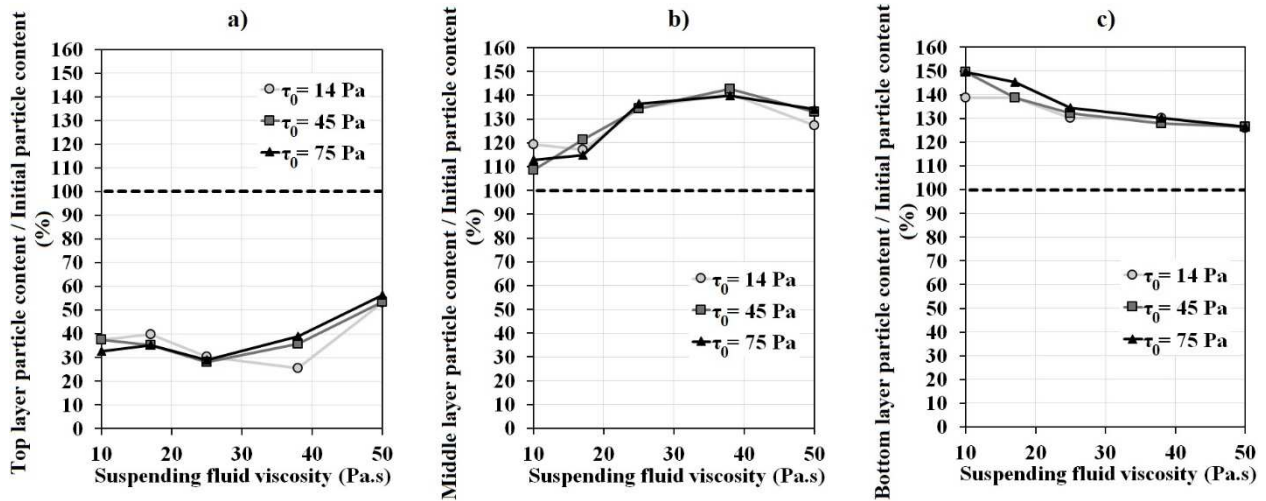 a)
Top layer particle content / Initial particle content
(%)
160
150
140
130
120
110
100
90
80
70
60
50
40
30
20
10
0
τ0= 14 Pa
τ0= 45 Pa
τ0= 75 Pa
10 20 30 40 50
Suspending fluid viscosity (Pa.s)
b)
Middle layer particle content / Initial particle content
(%)
160
150
140
130
120
110
100
90
80
70
60
50
40
30
20
10
0
τ0= 14 Pa
τ0= 45 Pa
τ0= 75 Pa
10 20 30 40 50
Suspending fluid viscosity (Pa.s)
c)
Bottom layer particle content / Initial particle content
(%)
160
150
140
130
120
110
100
90
80
70
60
50
40
30
20
10
0
τ0= 14 Pa
τ0= 45 Pa
τ0= 75 Pa
10 20 30 40 50
Suspending fluid viscosity (Pa.s)